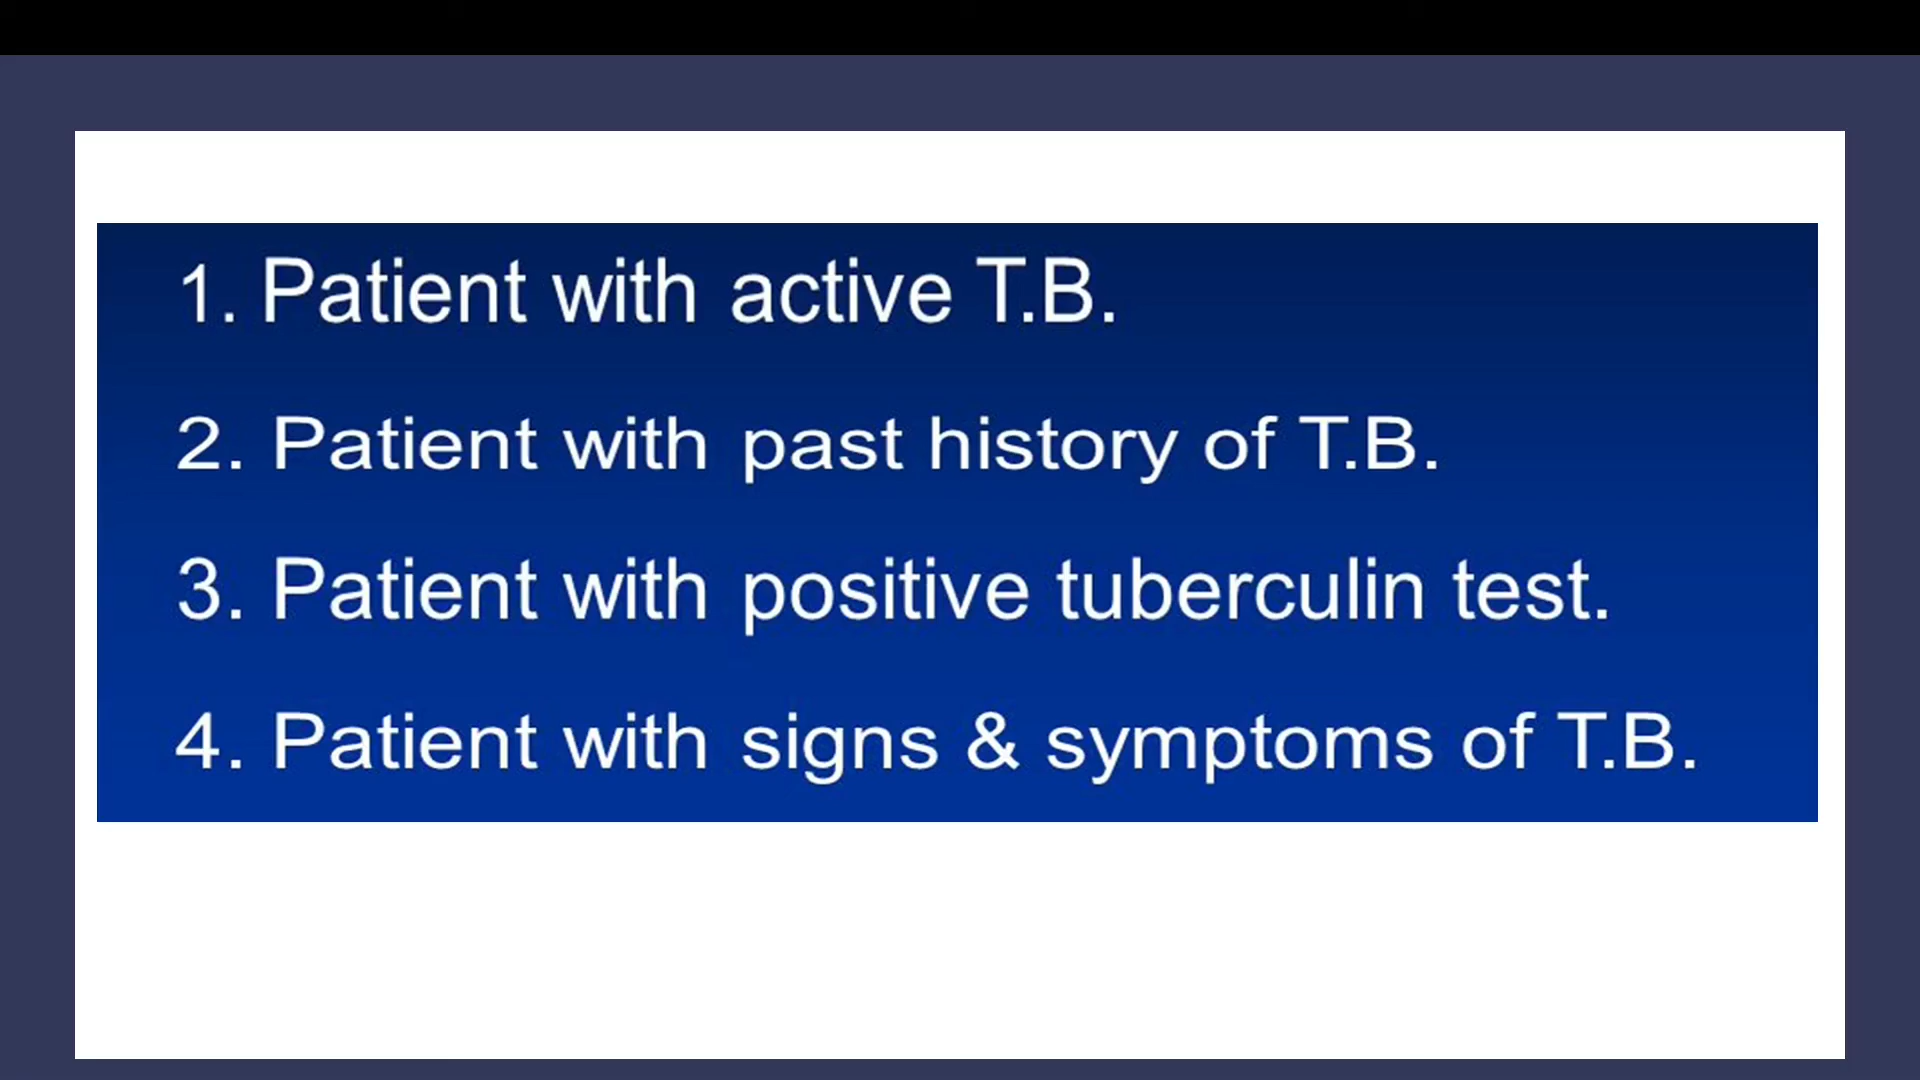 1. Patient with active T.B.
2. Patient with past history of T.B.
3. Patient with positive tuberculin test.
4. Patient with signs & symptoms of T.B.